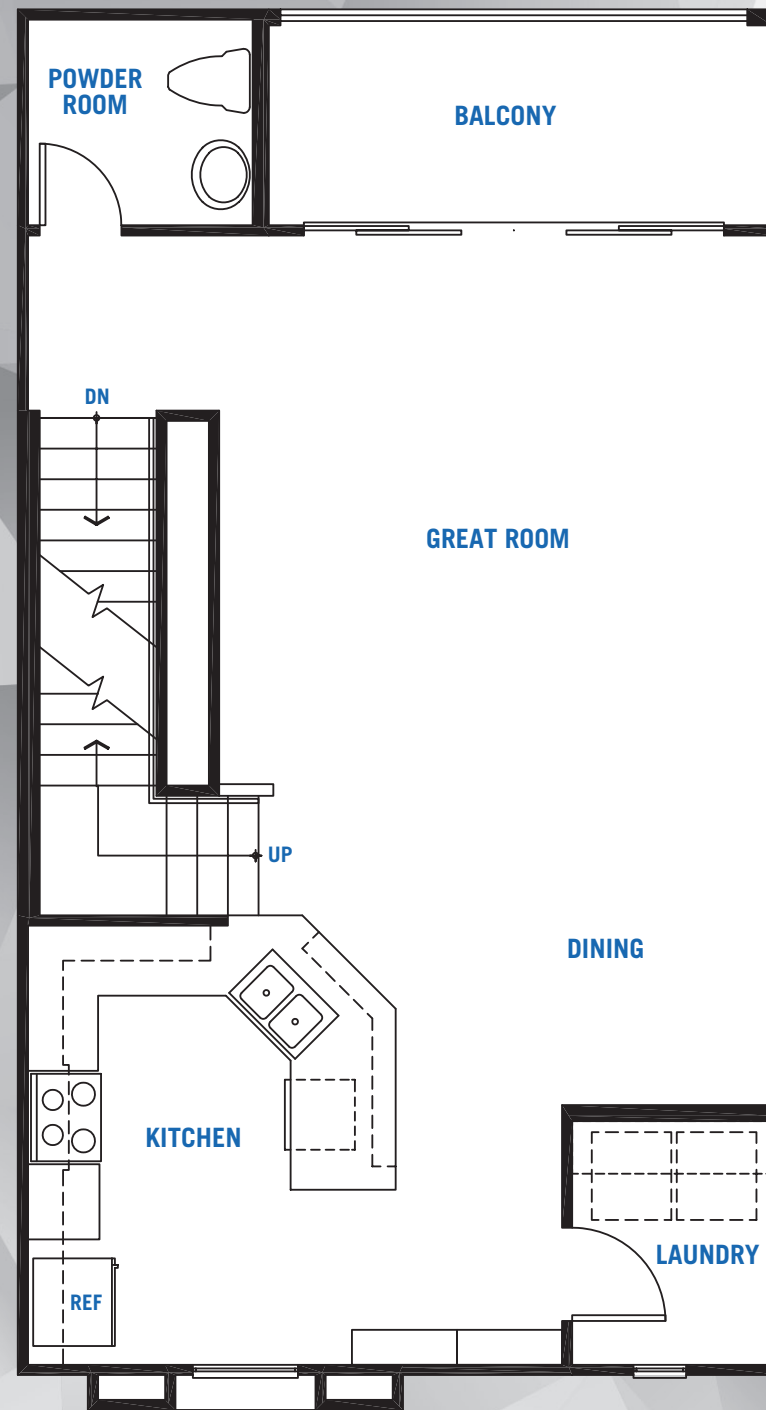 POWDER
ROOM
BALCONY
DN
GREAT ROOM
UP
DINING
KITCHEN
LAUNDRY
REF